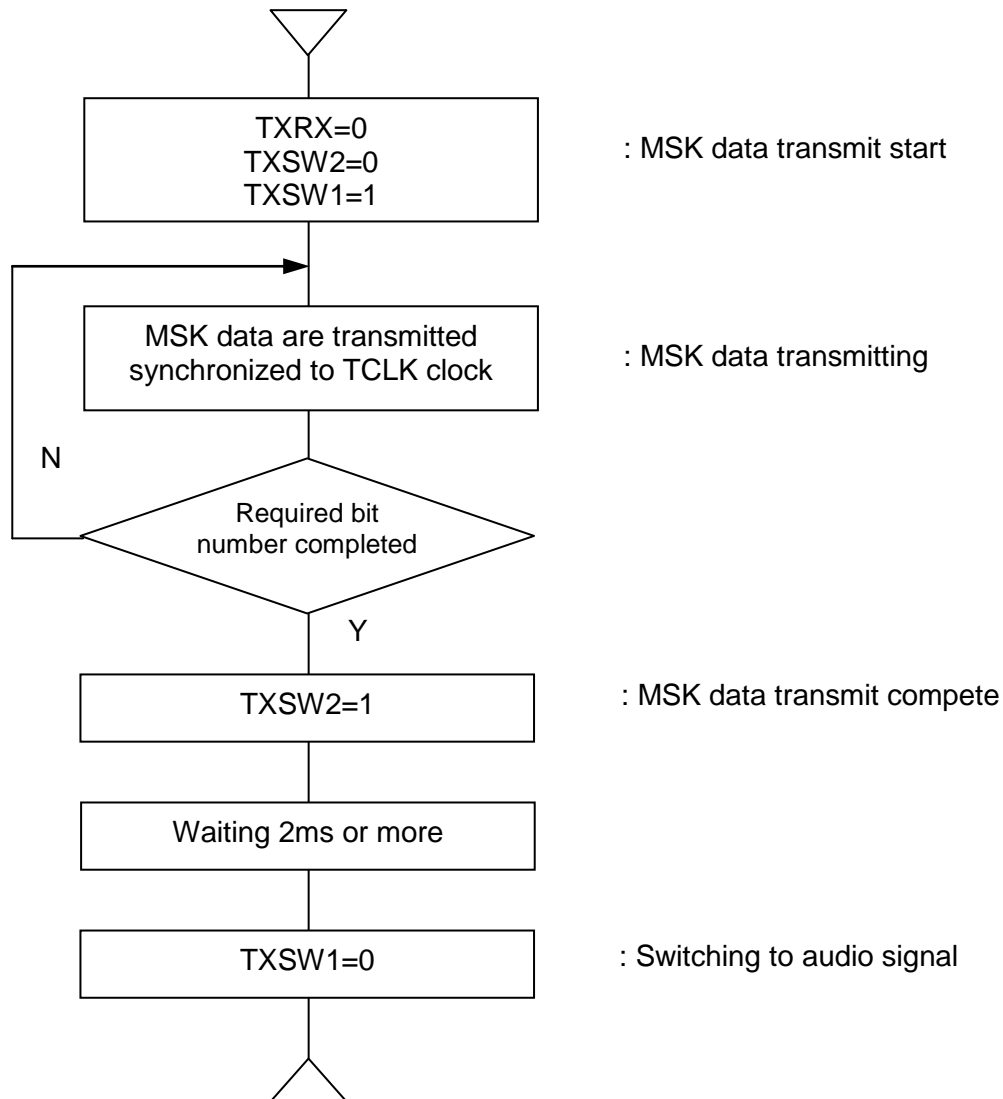 TXRX=0
TXSW2=0
TXSW1=1
: MSK data transmit start
MSK data are transmitted
synchronized to TCLK clock
: MSK data transmitting
N
Required bit
number completed
Y
TXSW2=1
: MSK data transmit compete
Waiting 2ms or more
TXSW1=0
: Switching to audio signal